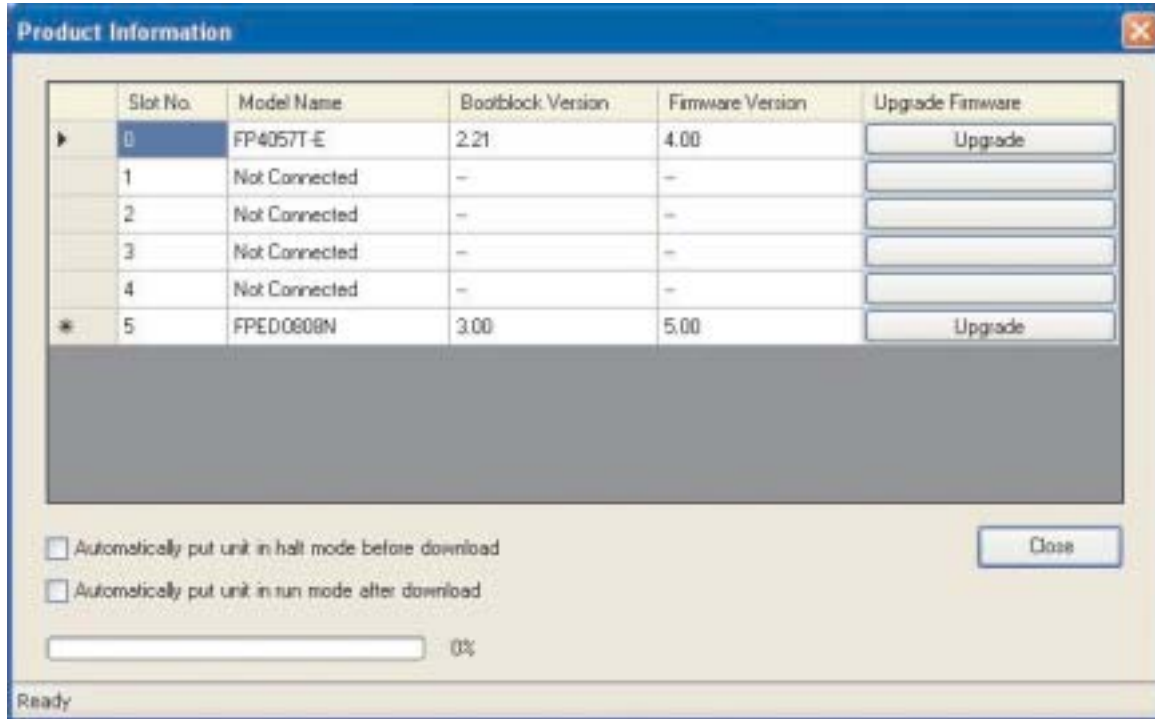 Product Information
Slot No. Model Name Bootblock Version Firmware Version Upgrade Firmware
0 FP4057T-E 2.21 4.00 Upgrade
1 Not Connected -- --
2 Not Connected -- --
3 Not Connected -- --
4 Not Connected -- --
5 FPED0808N 3.00 5.00 Upgrade
Automatically put unit in halt mode before download
Close
Automatically put unit in run mode after download
0%
Ready